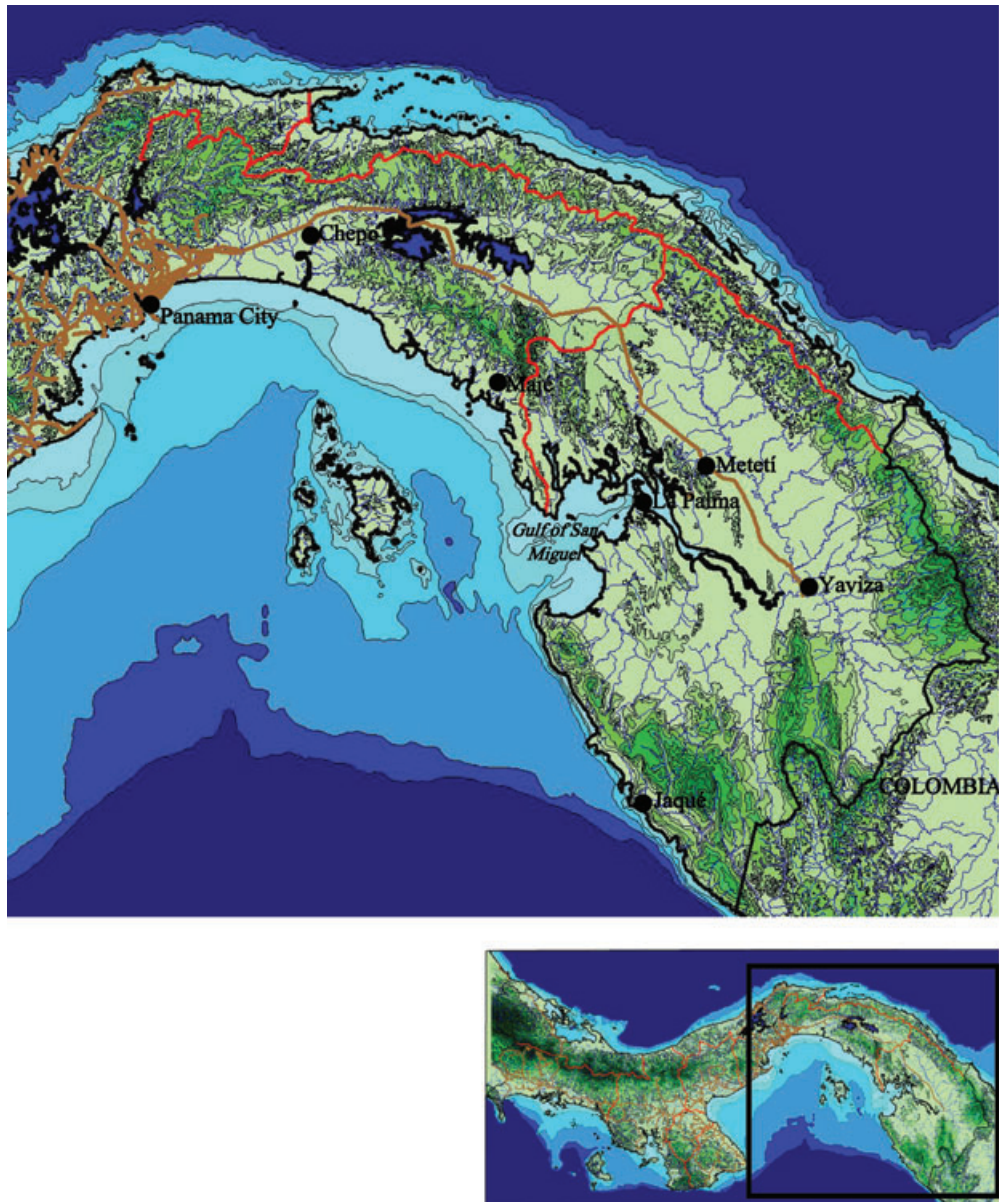 Chepo
Panama City
Majé
Metetí
La Palma
Gulf of San
Miguel
Yaviza
COLOMBIA
Jaqué